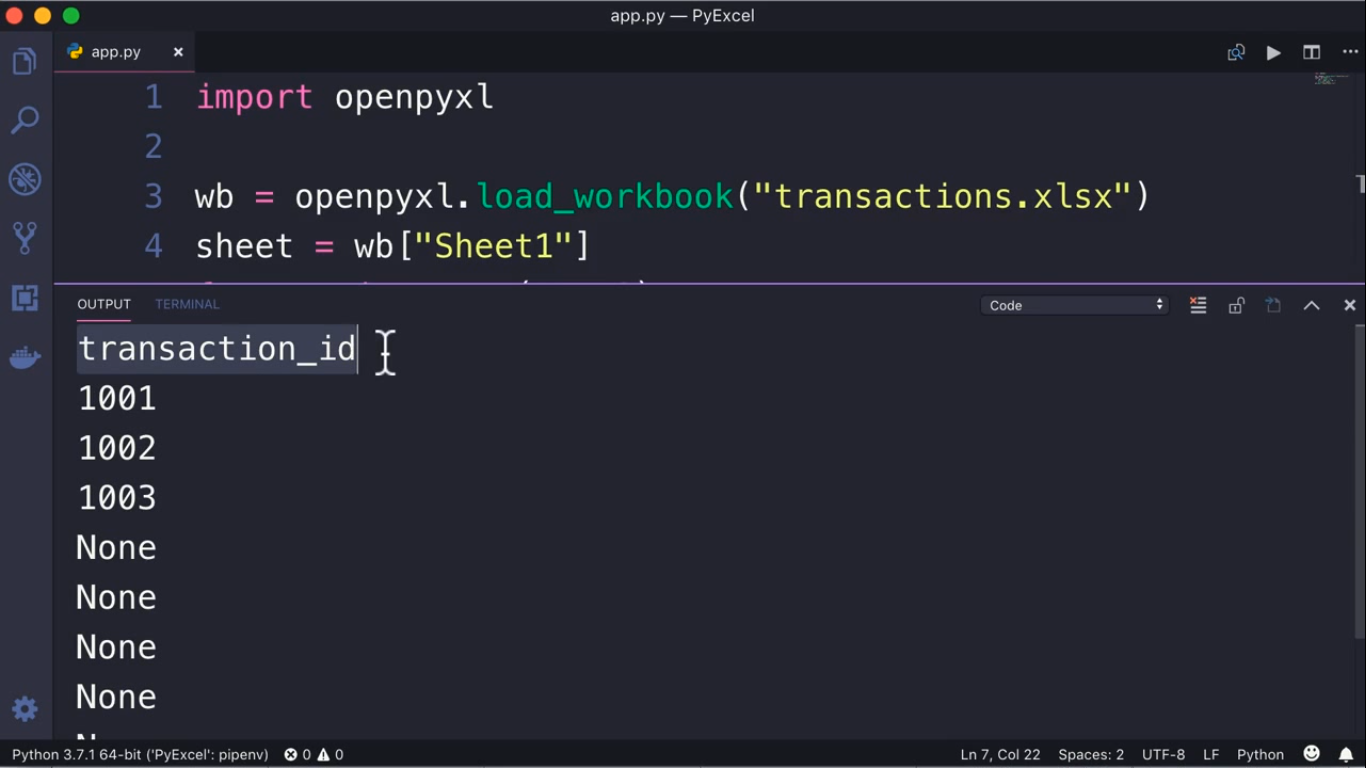 app.py — PyExcel
app.py
1 import openpyxl
2
3 wb = openpyxl.load_workbook("transactions.xlsx")
4 sheet = wb["Sheet1"]
OUTPUT TERMINAL Code
transaction_id
1001
1002
1003
None
None
None
None
Python 3.7.1 64-bit ('PyExcel': pipenv) 0 0 Ln 7, Col 22 Spaces: 2 UTF-8 LF Python